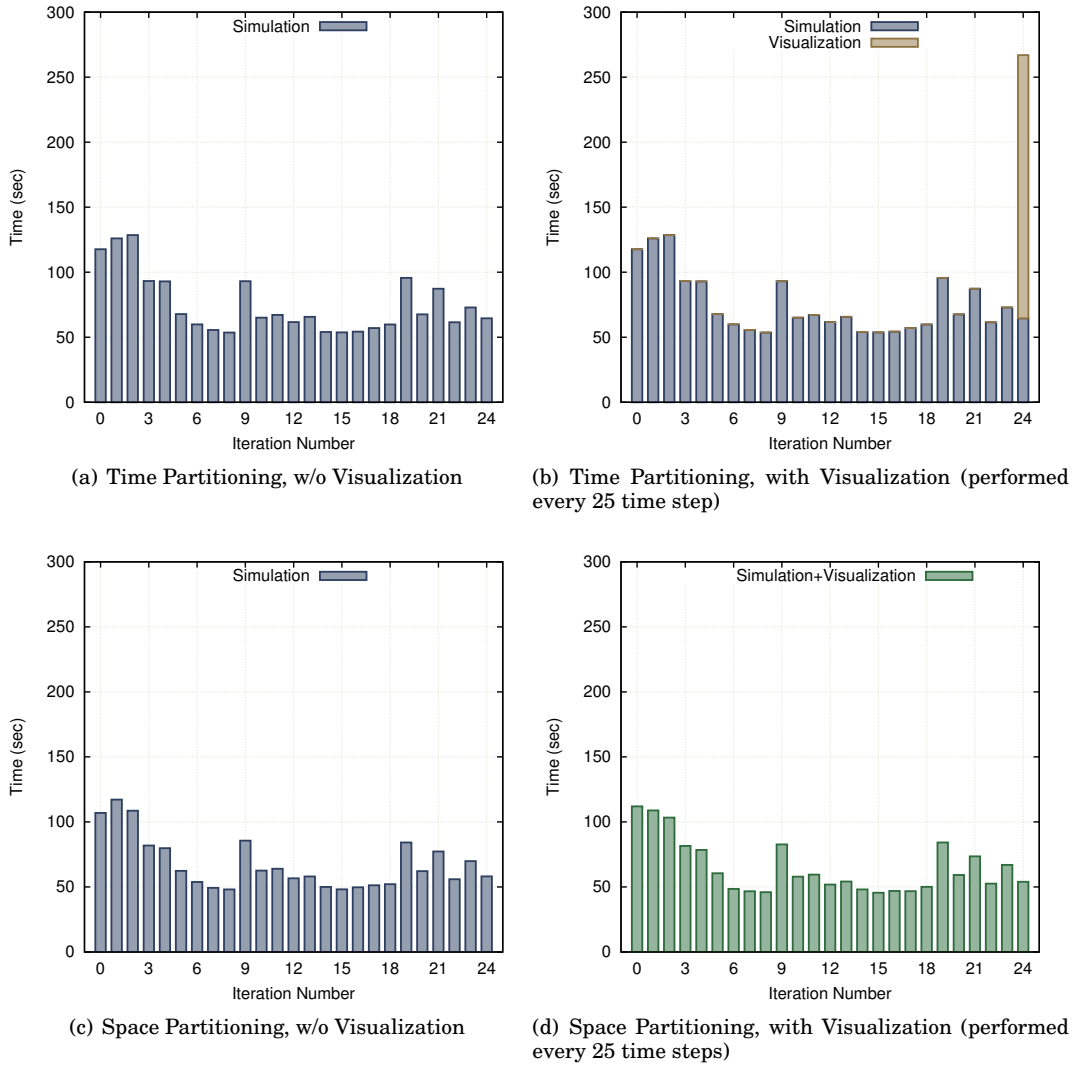 300
250
200
150
100
50
0
Time (sec)
Simulation
0 3 6 9 12 15 18 21 24
Iteration Number
(a) Time Partitioning, w/o Visualization
300
250
200
150
100
50
0
Time (sec)
Simulation
Visualization
0 3 6 9 12 15 18 21 24
Iteration Number
(b) Time Partitioning, with Visualization (performed
every 25 time step)
300
250
200
150
100
50
0
Time (sec)
Simulation
0 3 6 9 12 15 18 21 24
Iteration Number
(c) Space Partitioning, w/o Visualization
300
250
200
150
100
50
0
Time (sec)
Simulation+Visualization
0 3 6 9 12 15 18 21 24
Iteration Number
(d) Space Partitioning, with Visualization (performed
every 25 time steps)